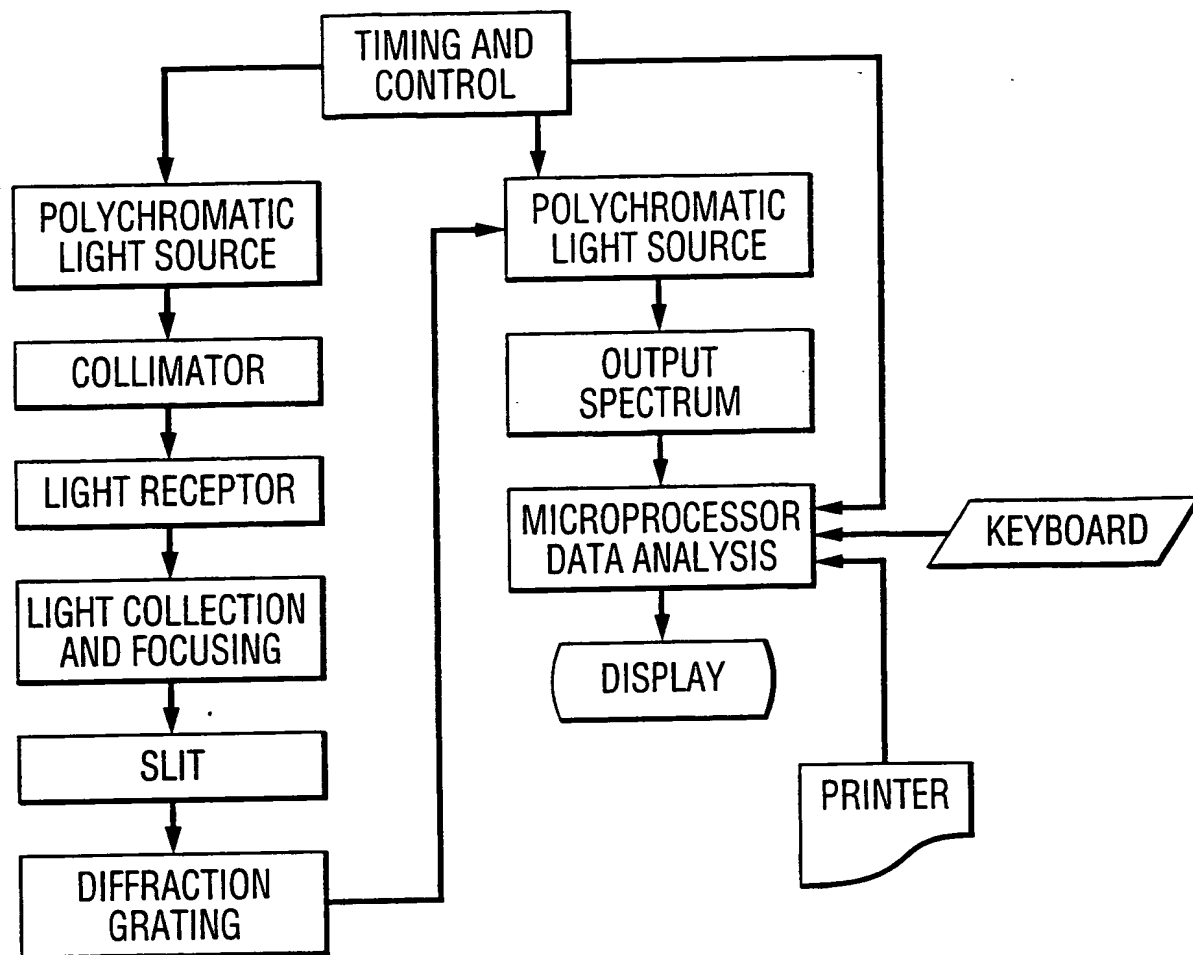 TIMING AND
CONTROL
POLYCHROMATIC
LIGHT SOURCE
COLLIMATOR
LIGHT RECEPTOR
LIGHT COLLECTION
AND FOCUSING
SLIT
DIFFRACTION
GRATING
POLYCHROMATIC
LIGHT SOURCE
OUTPUT
SPECTRUM
MICROPROCESSOR
DATA ANALYSIS
DISPLAY
KEYBOARD
PRINTER